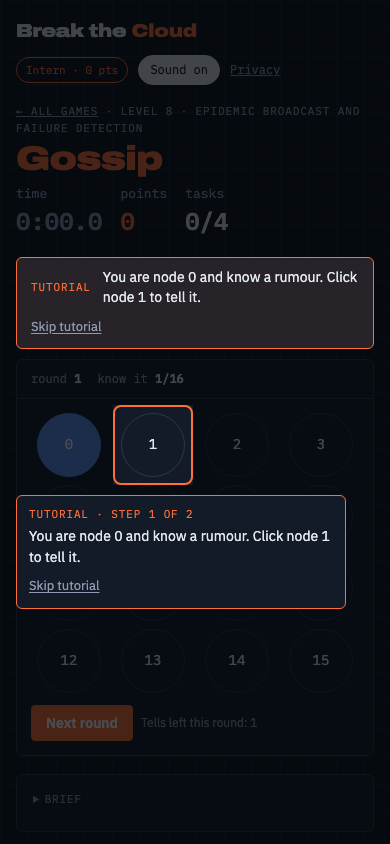 Break the Cloud
Intern · 0 pts
Sound on
Privacy
← ALL GAMES · LEVEL 8 · EPIDEMIC BROADCAST AND
FAILURE DETECTION
Gossip
time points tasks
0:00.0 0 0/4
TUTORIAL
You are node 0 and know a rumour. Click
node 1 to tell it.
Skip tutorial
round 1 know it 1/16
0 1 2 3
TUTORIAL · STEP 1 OF 2
You are node 0 and know a rumour. Click node 1
to tell it.
Skip tutorial
12 13 14 15
Next round
Tells left this round: 1
▶ BRIEF